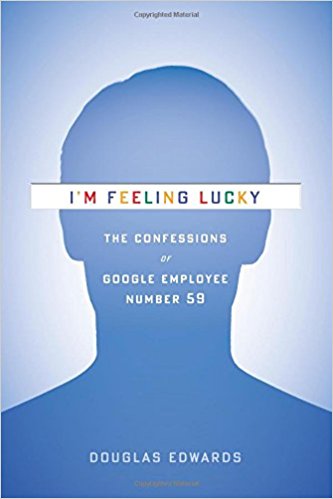 I'M FEELING LUCKY
THE CONFESSIONS
of
GOOGLE EMPLOYEE
NUMBER 59
DOUGLAS EDWARDS
Copyrighted Material